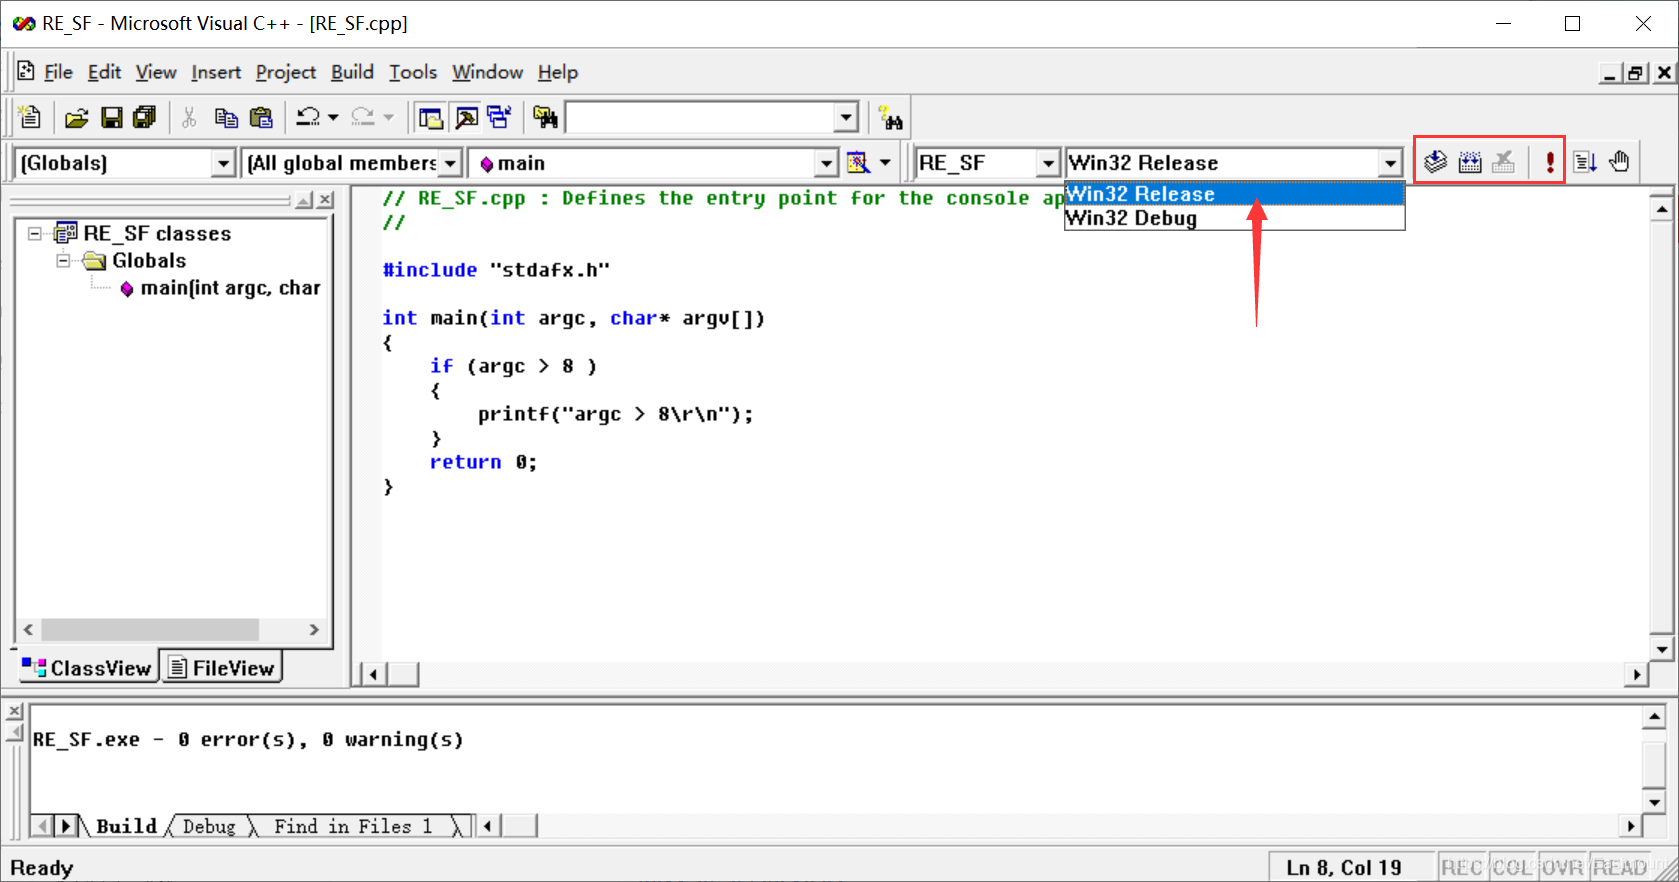 RE_SF - Microsoft Visual C++ - [RE_SF.cpp]
File Edit View Insert Project Build Tools Window Help
(Globals) (All global members main RE_SF Win32 Release
Win32 Release
Win32 Debug
RE_SF classes
Globals
main(int argc, char
// RE_SF.cpp : Defines the entry point for the console ap
//
#include "stdafx.h"
int main(int argc, char* argv[])
{
if (argc > 8 )
{
printf("argc > 8\r\n");
}
return 0;
}
ClassView FileView
RE_SF.exe - 0 error(s), 0 warning(s)
Build Debug Find in Files 1
Ready Ln 8, Col 19 REC COL OVR READ